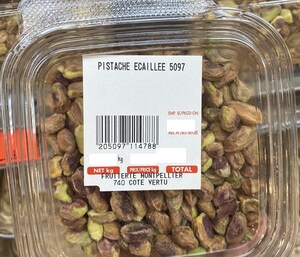 PISTACHE ECAILLEE 5097
205097 114788
kg
NET kg PRIX/PRICE/kg TOTAL
FRUITERIE MONTPELLIER
740 COTE VERTU